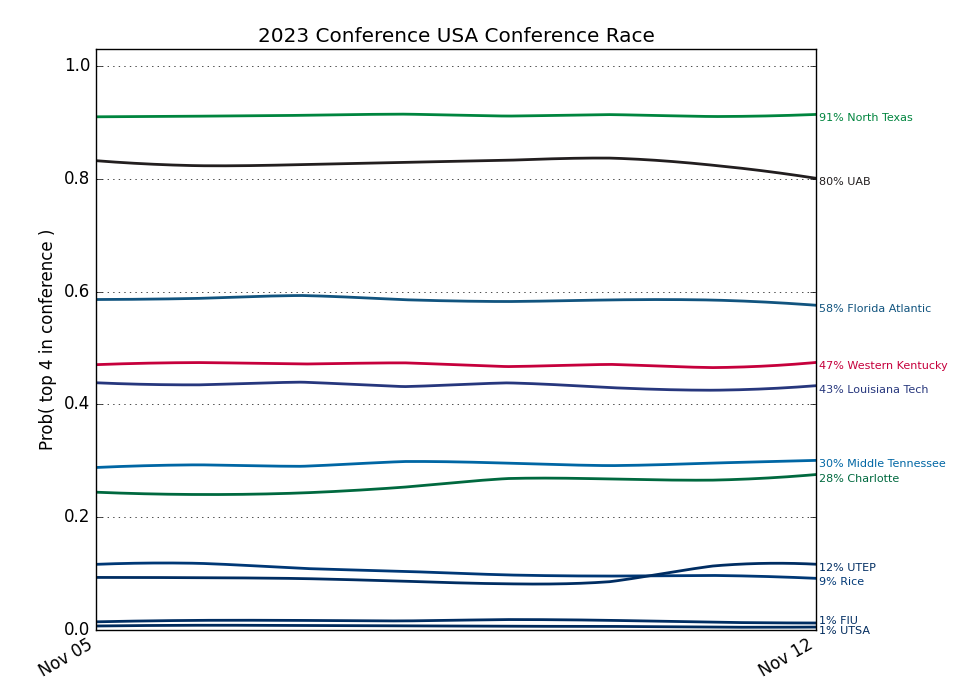 2023 Conference USA Conference Race
1.0
91% North Texas
0.8
80% UAB
0.6
58% Florida Atlantic
Prob( top 4 in conference )
47% Western Kentucky
43% Louisiana Tech
0.4
30% Middle Tennessee
28% Charlotte
0.2
12% UTEP
9% Rice
1% FIU
0.0
1% UTSA
Nov 05
Nov 12